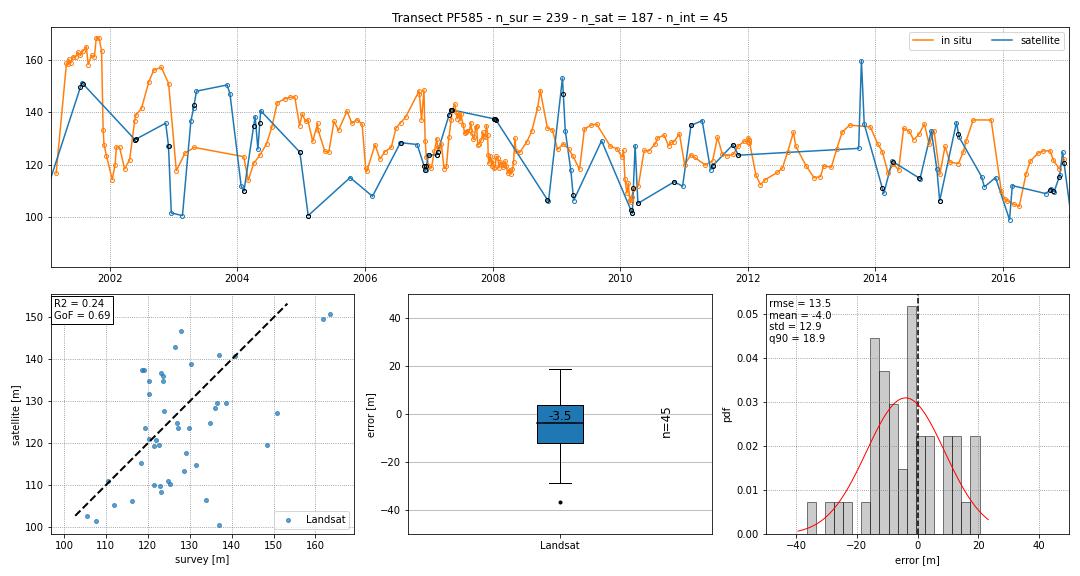 Transect PF585 - n_sur = 239 - n_sat = 187 - n_int = 45
in situ
satellite
160
140
120
100
2002
2004
2006
2008
2010
2012
2014
2016
R2 = 0.24
GoF = 0.69
150
140
130
120
110
100
satellite [m]
Landsat
100
110
120
130
140
150
160
survey [m]
40
20
0
−20
−40
error [m]
-3.5
n=45
Landsat
rmse = 13.5
mean = -4.0
std = 12.9
q90 = 18.9
0.05
0.04
0.03
0.02
0.01
0.00
pdf
−40
−20
0
20
40
error [m]